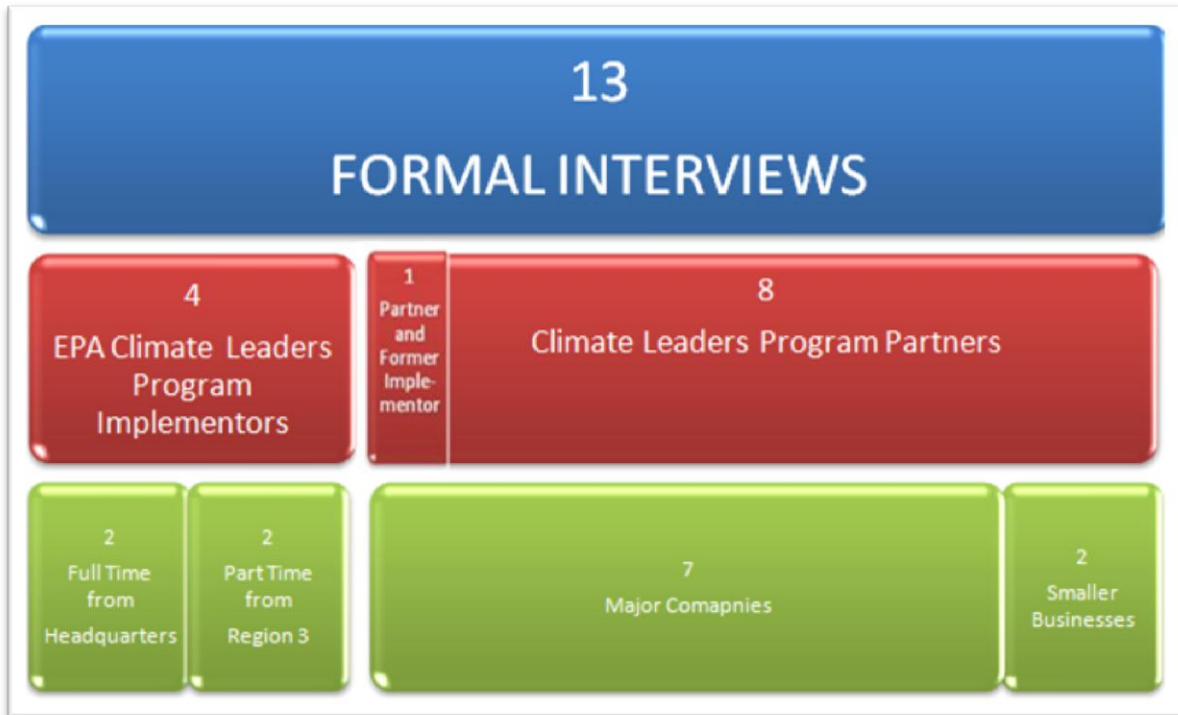 13
FORMAL INTERVIEWS
4
EPA Climate Leaders
Program
Implementors
1
Partner
and
Former
Imple-
mentor
8
Climate Leaders Program Partners
2
Full Time
from
Headquarters
2
Part Time
from
Region 3
7
Major Comapnies
2
Smaller
Businesses